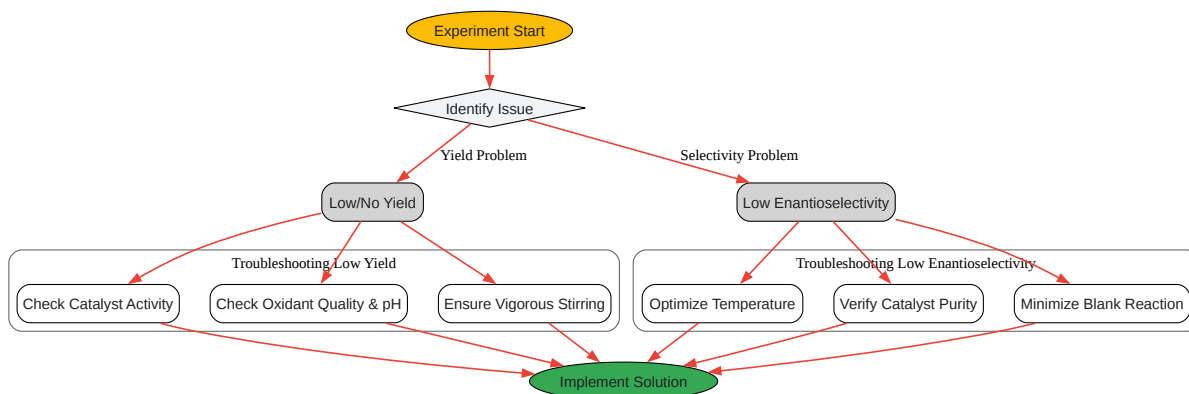 Experiment Start
Identify Issue
Yield Problem
Selectivity Problem
Low/No Yield
Low Enantioselectivity
Troubleshooting Low Yield
Troubleshooting Low Enantioselectivity
Check Catalyst Activity
Check Oxidant Quality & pH
Ensure Vigorous Stirring
Optimize Temperature
Verify Catalyst Purity
Minimize Blank Reaction
Implement Solution